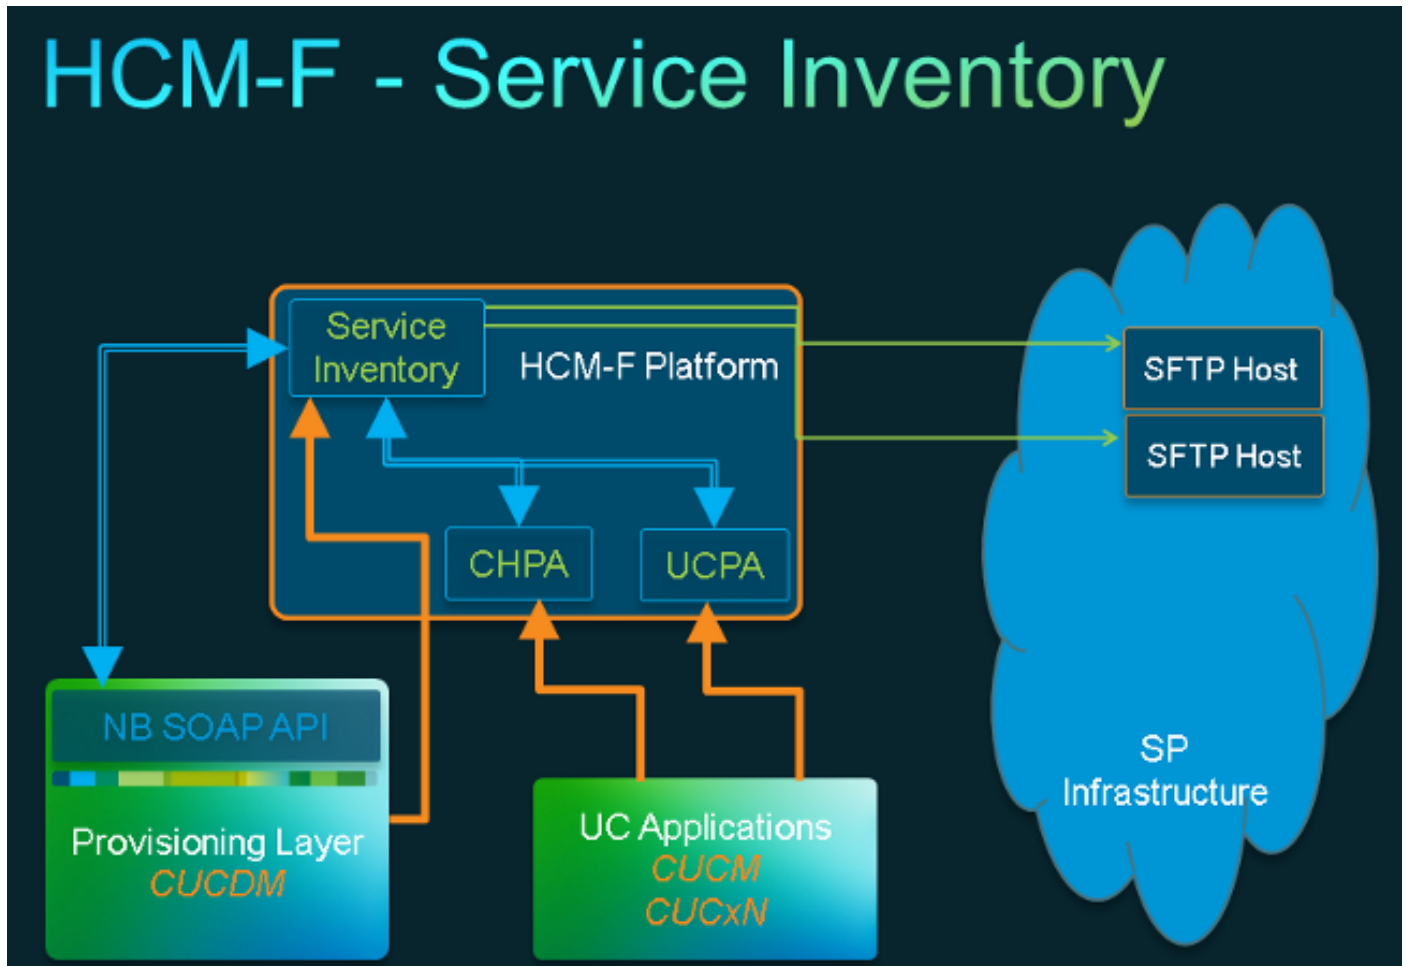 HCM-F - Service Inventory
Service
Inventory
HCM-F Platform
SFTP Host
SFTP Host
CHPA
UCPA
NB SOAP API
Provisioning Layer
CUCDM
UC Applications
CUCM
CUCxN
SP
Infrastructure